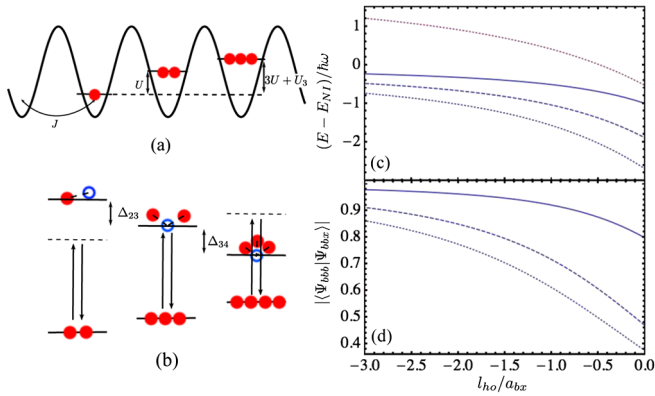 U
3U + U₃
J
(a)
Δ₂₃
Δ₃₄
(b)
(E − E_{NI})/ℏω
1
0
−1
−2
(c)
|⟨Ψ_{bbb}|Ψ_{bbx}⟩|
0.9
0.8
0.7
0.6
0.5
0.4
(d)
−3.0 −2.5 −2.0 −1.5 −1.0 −0.5 0.0
l_{ho}/a_{bx}